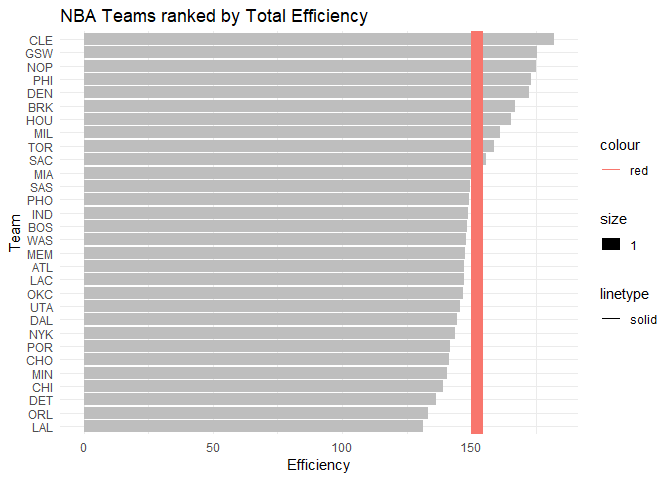 NBA Teams ranked by Total Efficiency
CLE
GSW
NOP
PHI
DEN
BRK
HOU
MIL
TOR
SAC
MIA
SAS
PHO
IND
BOS
WAS
MEM
ATL
LAC
OKC
UTA
DAL
NYK
POR
CHO
MIN
CHI
DET
ORL
LAL
Team
0 50 100 150
Efficiency
colour
red
size
1
linetype
solid